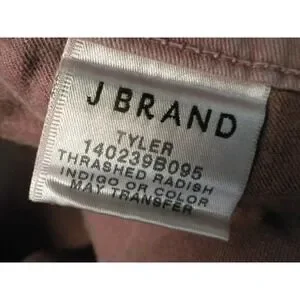 J BRAND
TYLER
140239B095
THRASHED RADISH
INDIGO OR COLOR
MAY TRANSFER